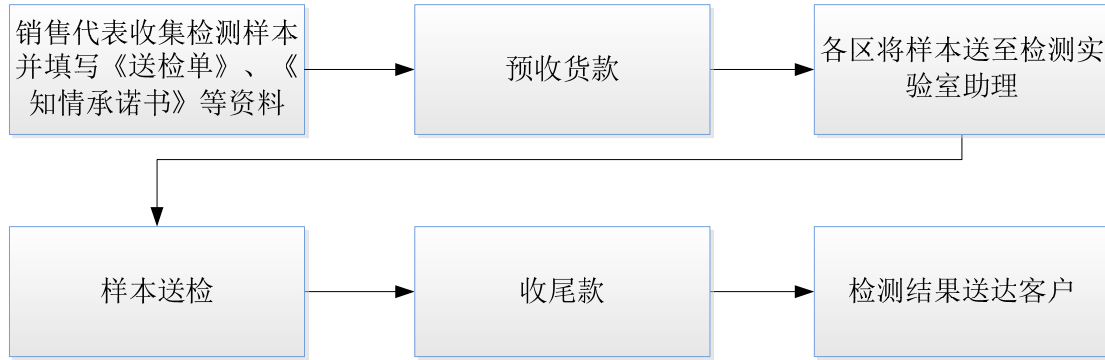 销售代表收集检测样本
并填写《送检单》、《
知情承诺书》等资料
预收货款
各区将样本送至检测实
验室助理
样本送检
收尾款
检测结果送达客户